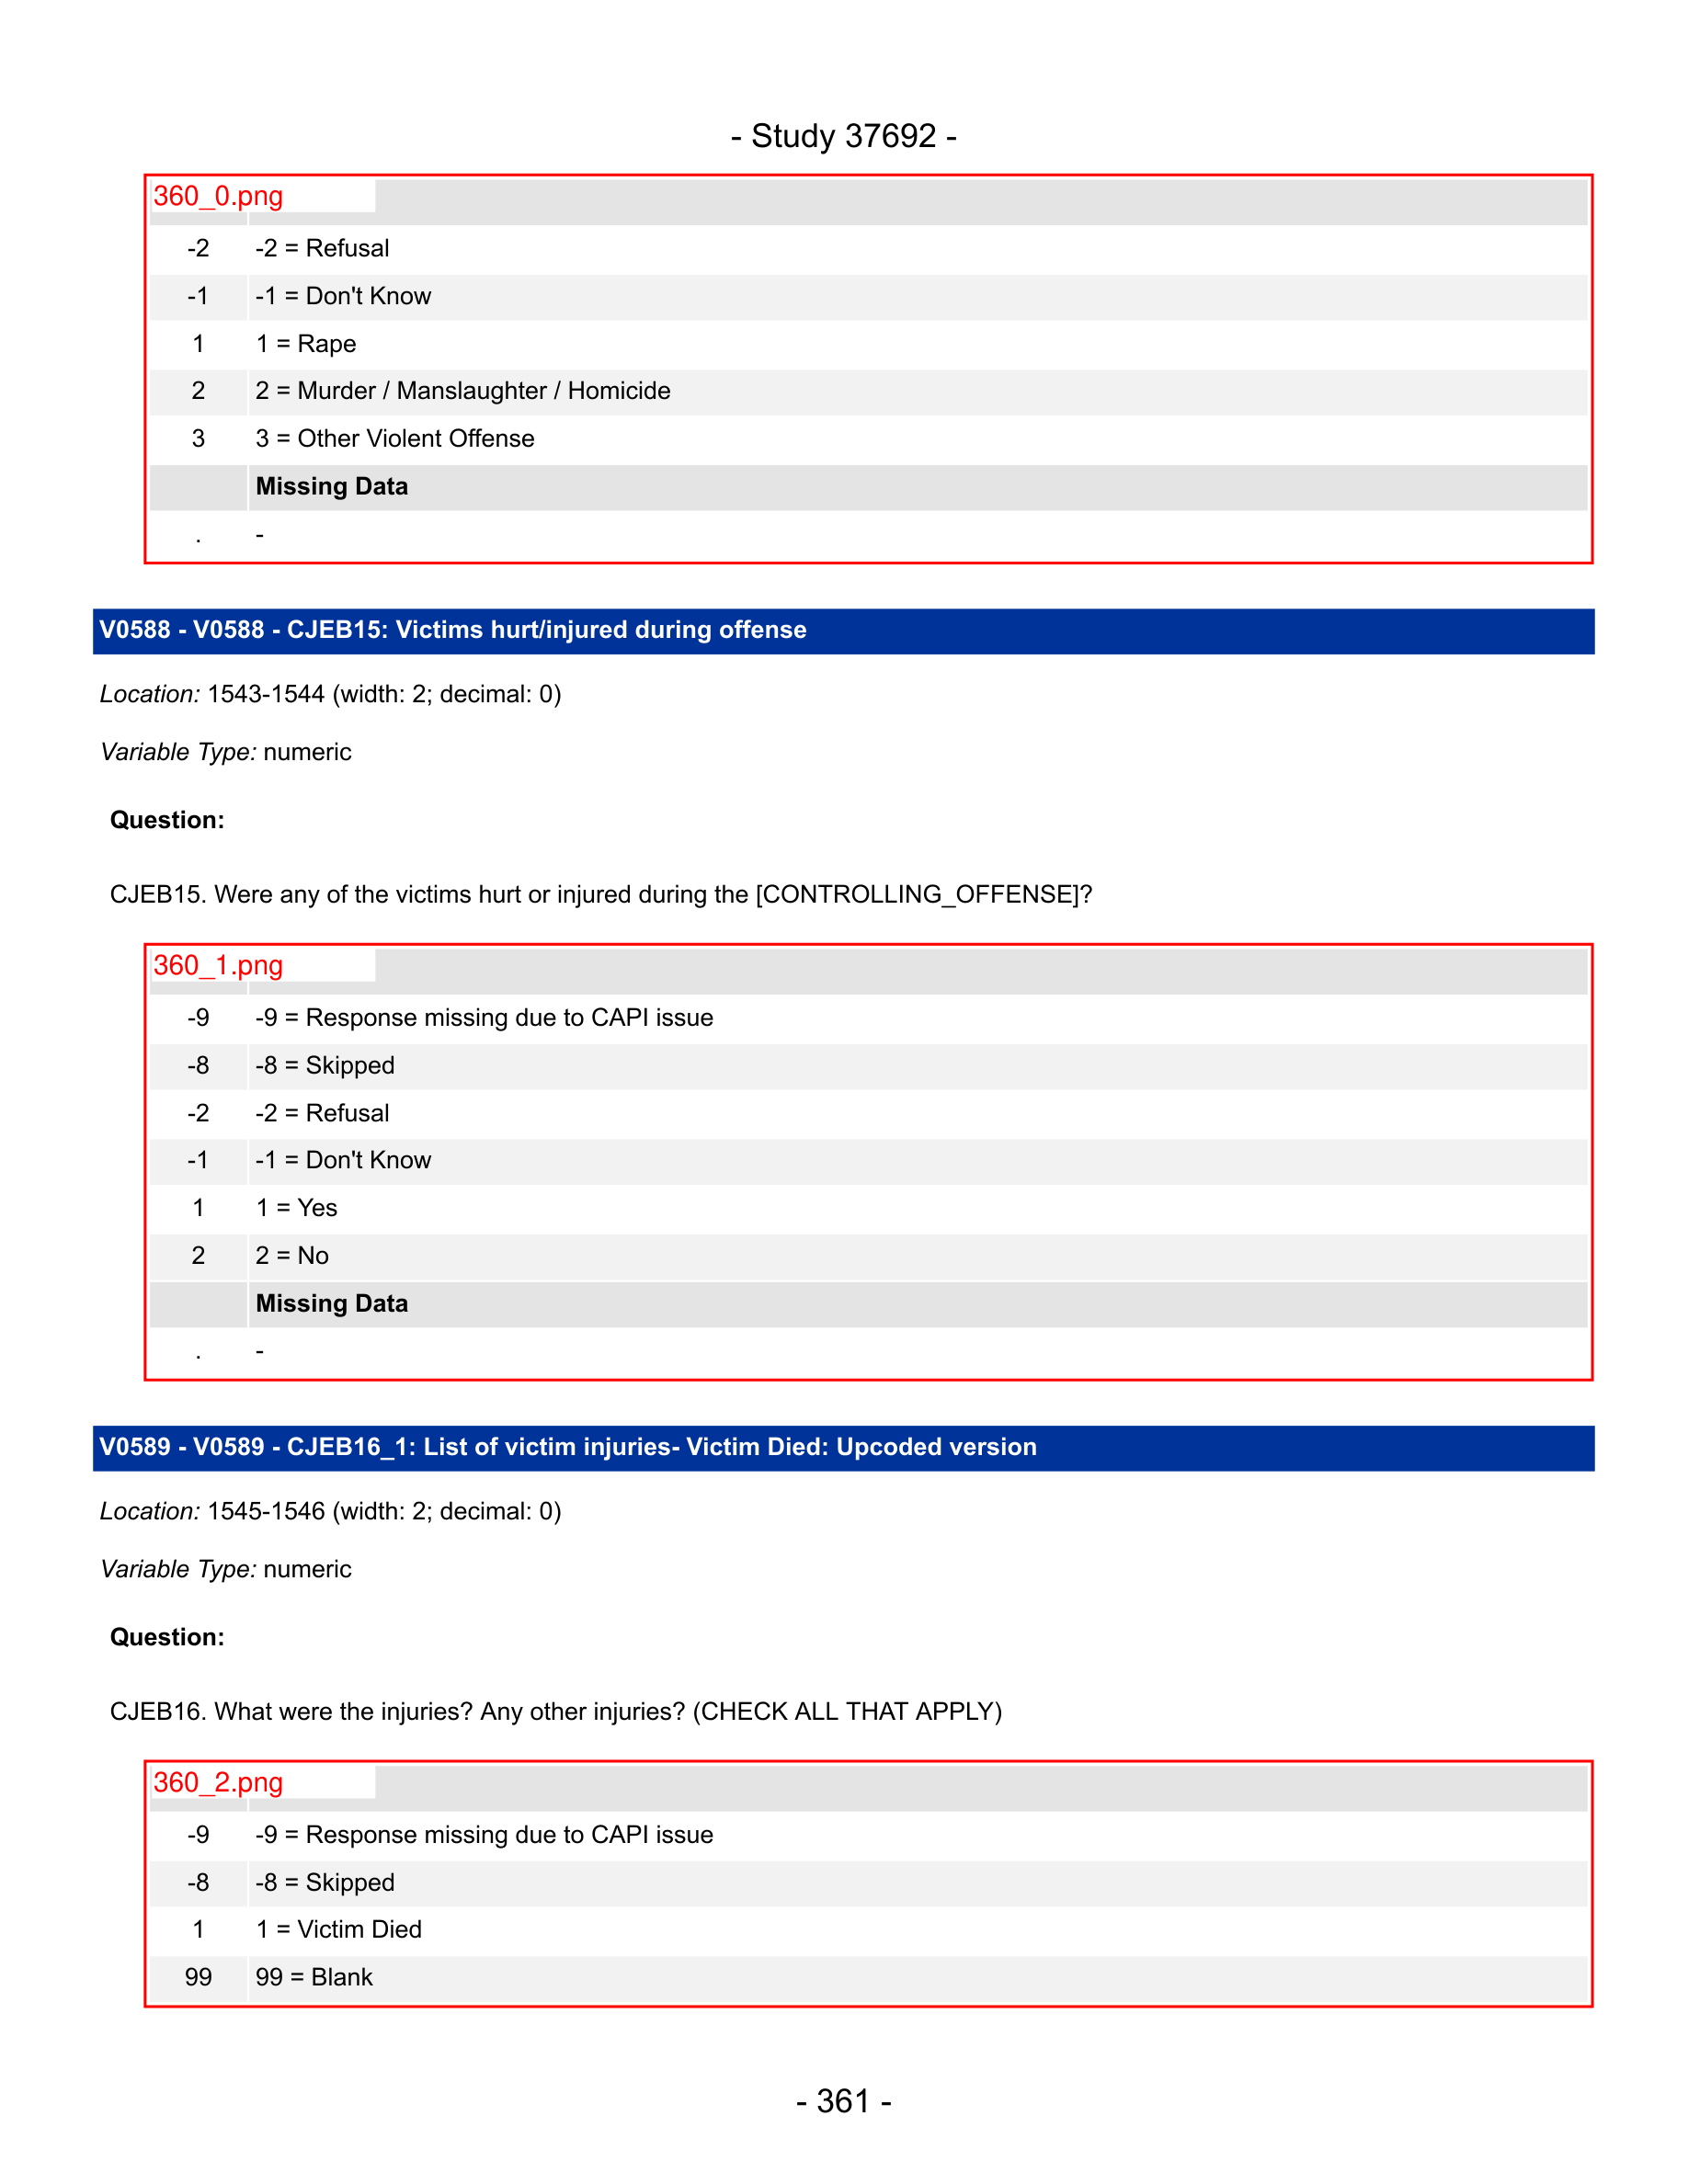 - Study 37692 -
360_0.png
-2 -2 = Refusal
-1 -1 = Don't Know
1 1 = Rape
2 2 = Murder / Manslaughter / Homicide
3 3 = Other Violent Offense
Missing Data
. -
V0588 - V0588 - CJEB15: Victims hurt/injured during offense
Location: 1543-1544 (width: 2; decimal: 0)
Variable Type: numeric
Question:
CJEB15. Were any of the victims hurt or injured during the [CONTROLLING_OFFENSE]?
360_1.png
-9 -9 = Response missing due to CAPI issue
-8 -8 = Skipped
-2 -2 = Refusal
-1 -1 = Don't Know
1 1 = Yes
2 2 = No
Missing Data
. -
V0589 - V0589 - CJEB16_1: List of victim injuries- Victim Died: Upcoded version
Location: 1545-1546 (width: 2; decimal: 0)
Variable Type: numeric
Question:
CJEB16. What were the injuries? Any other injuries? (CHECK ALL THAT APPLY)
360_2.png
-9 -9 = Response missing due to CAPI issue
-8 -8 = Skipped
1 1 = Victim Died
99 99 = Blank
- 361 -